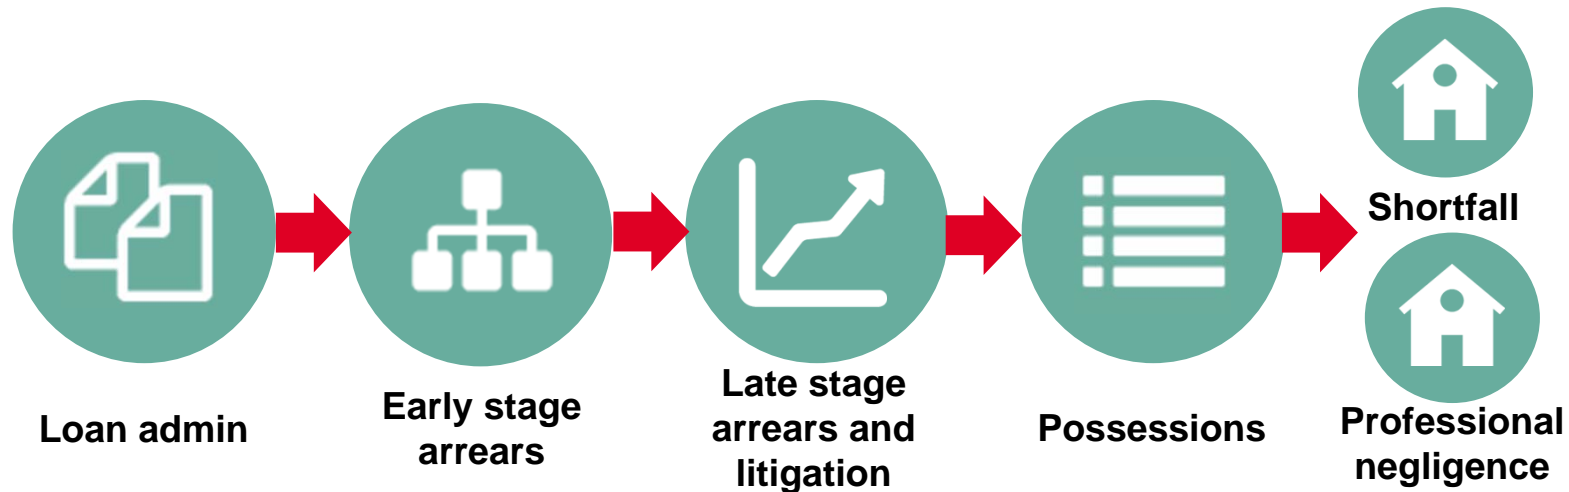 Loan admin
Early stage
arrears
Late stage
arrears and
litigation
Possessions
Shortfall
Professional
negligence